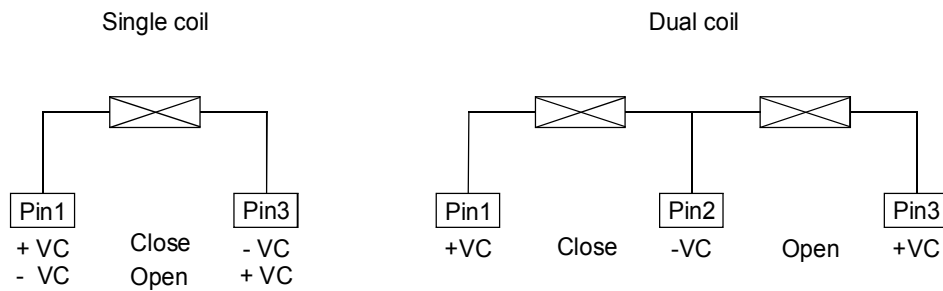 Single coil
Dual coil
Pin1 Pin3 Pin1 Pin2 Pin3
+ VC Close - VC +VC Close -VC Open +VC
- VC Open + VC